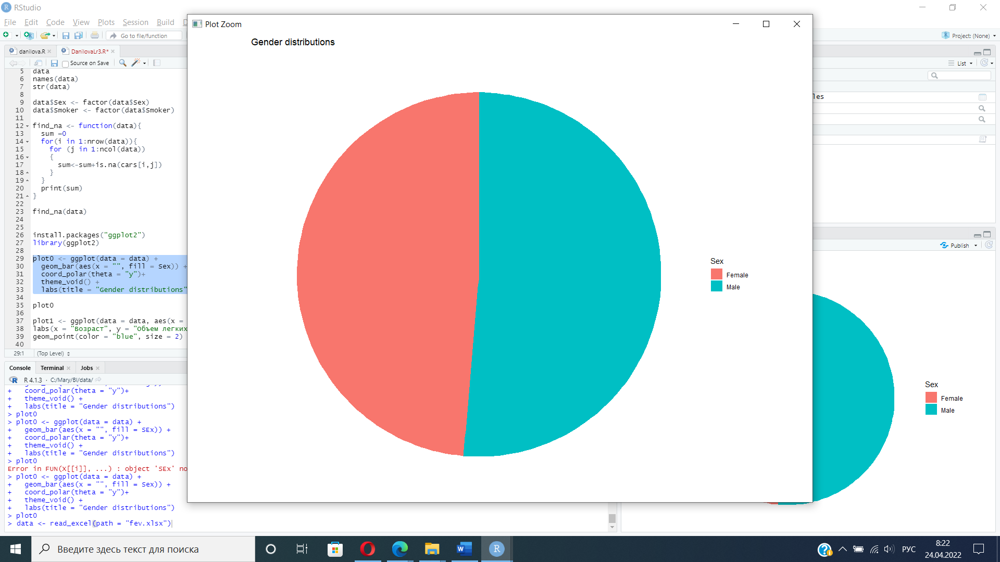 RStudio
File Edit Code View Plots Session Build D
Go to file/function
Project: (None)
danilova.R
DanilovaLr3.R*
Source on Save
5 data
6 names(data)
7 str(data)
8
9 data$Sex <- factor(data$Sex)
10 data$Smoker <- factor(data$Smoker)
11
12 find_na <- function(data){
13 sum =0
14 for(i in 1:nrow(data)){
15 for (j in 1:ncol(data))
16 {
17 sum<-sum+is.na(cars[i,j])
18 }
19 }
20 print(sum)
21 }
22
23 find_na(data)
24
25
26 install.packages("ggplot2")
27 library(ggplot2)
28
29 plot0 <- ggplot(data = data) +
30 geom_bar(aes(x = "", fill = Sex)) +
31 coord_polar(theta = "y")+
32 theme_void() +
33 labs(title = "Gender distributions"
34
35 plot0
36
37 plot1 <- ggplot(data = data, aes(x =
38 labs(x = "Возраст", y = "Объем легких
39 geom_point(color = "blue", size = 2)
40
29:1 (Top Level)
Console Terminal Jobs
R 4.1.3 · C:/Mary/BI/data/
+ coord_polar(theta = "y")+
+ theme_void() +
+ labs(title = "Gender distributions")
> plot0
> plot0 <- ggplot(data = data) +
+ geom_bar(aes(x = "", fill = SEx)) +
+ coord_polar(theta = "y")+
+ theme_void() +
+ labs(title = "Gender distributions")
> plot0
Error in FUN(X[[i]], ...) : object 'SEx' no
> plot0 <- ggplot(data = data) +
+ geom_bar(aes(x = "", fill = Sex)) +
+ coord_polar(theta = "y")+
+ theme_void() +
+ labs(title = "Gender distributions")
> plot0
> data <- read_excel(path = "fev.xlsx")
Plot Zoom
Gender distributions
Sex
Female
Male
List
les
Publish
Sex
Female
Male
Введите здесь текст для поиска
W
R
РУС
8:22
24.04.2022